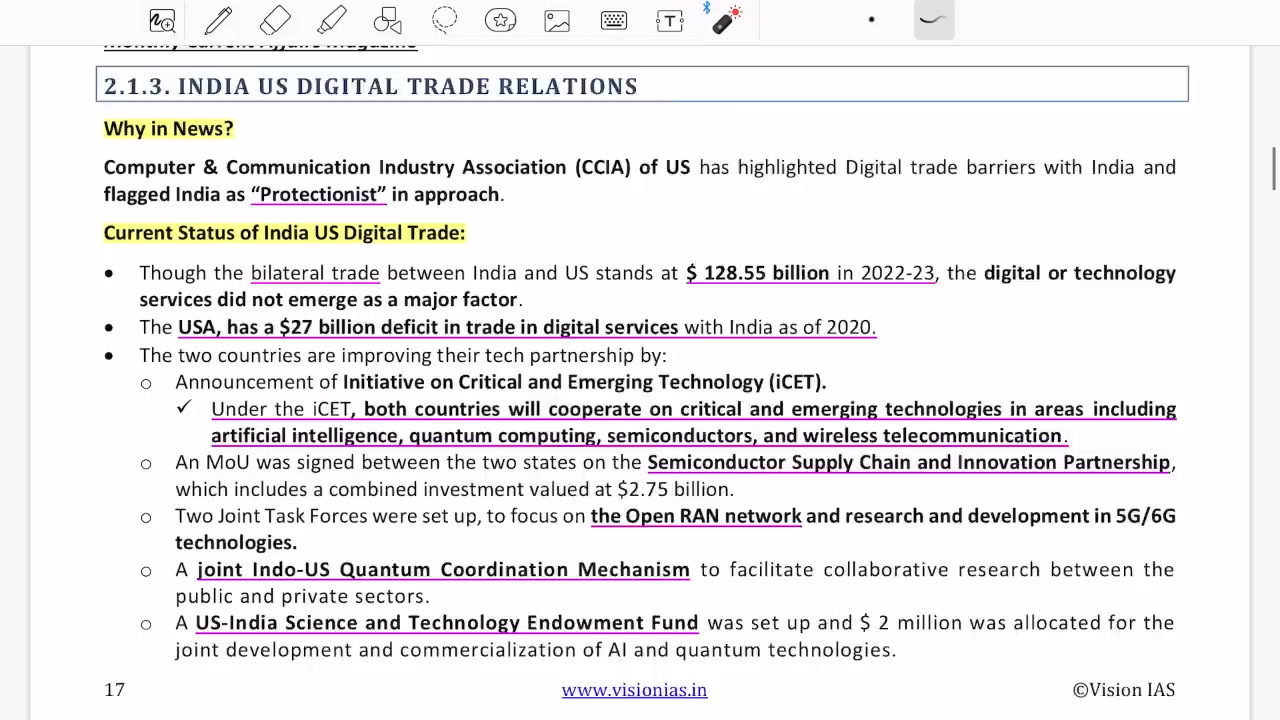 Monthly Current Affairs Magazine
2.1.3. INDIA US DIGITAL TRADE RELATIONS
Why in News?
Computer & Communication Industry Association (CCIA) of US has highlighted Digital trade barriers with India and
flagged India as “Protectionist” in approach.
Current Status of India US Digital Trade:
• Though the bilateral trade between India and US stands at $ 128.55 billion in 2022-23, the digital or technology
services did not emerge as a major factor.
• The USA, has a $27 billion deficit in trade in digital services with India as of 2020.
• The two countries are improving their tech partnership by:
o Announcement of Initiative on Critical and Emerging Technology (iCET).
✓ Under the iCET, both countries will cooperate on critical and emerging technologies in areas including
artificial intelligence, quantum computing, semiconductors, and wireless telecommunication.
o An MoU was signed between the two states on the Semiconductor Supply Chain and Innovation Partnership,
which includes a combined investment valued at $2.75 billion.
o Two Joint Task Forces were set up, to focus on the Open RAN network and research and development in 5G/6G
technologies.
o A joint Indo-US Quantum Coordination Mechanism to facilitate collaborative research between the
public and private sectors.
o A US-India Science and Technology Endowment Fund was set up and $ 2 million was allocated for the
joint development and commercialization of AI and quantum technologies.
17 www.visionias.in ©Vision IAS